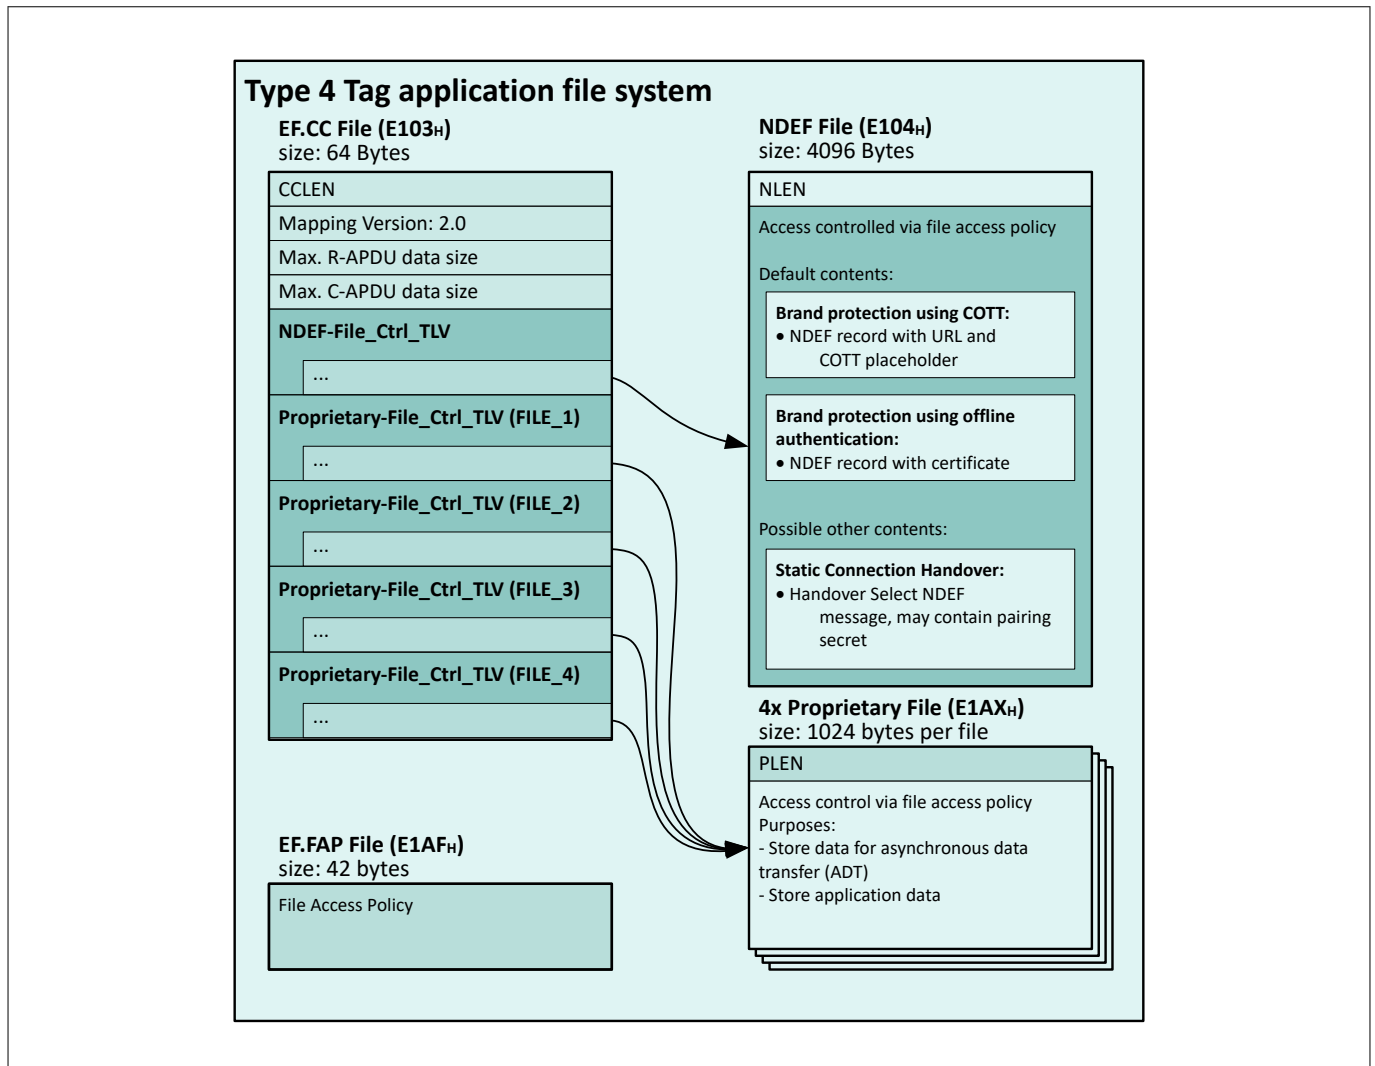 Type 4 Tag application file system
EF.CC File (E103H)
size: 64 Bytes
CCLEN
Mapping Version: 2.0
Max. R-APDU data size
Max. C-APDU data size
NDEF-File_Ctrl_TLV
...
Proprietary-File_Ctrl_TLV (FILE_1)
...
Proprietary-File_Ctrl_TLV (FILE_2)
...
Proprietary-File_Ctrl_TLV (FILE_3)
...
Proprietary-File_Ctrl_TLV (FILE_4)
...
EF.FAP File (E1AFH)
size: 42 bytes
File Access Policy
NDEF File (E104H)
size: 4096 Bytes
NLEN
Access controlled via file access policy
Default contents:
Brand protection using COTT:
• NDEF record with URL and
COTT placeholder
Brand protection using offline
authentication:
• NDEF record with certificate
Possible other contents:
Static Connection Handover:
• Handover Select NDEF
message, may contain pairing
secret
4x Proprietary File (E1AXH)
size: 1024 bytes per file
PLEN
Access control via file access policy
Purposes:
- Store data for asynchronous data
transfer (ADT)
- Store application data